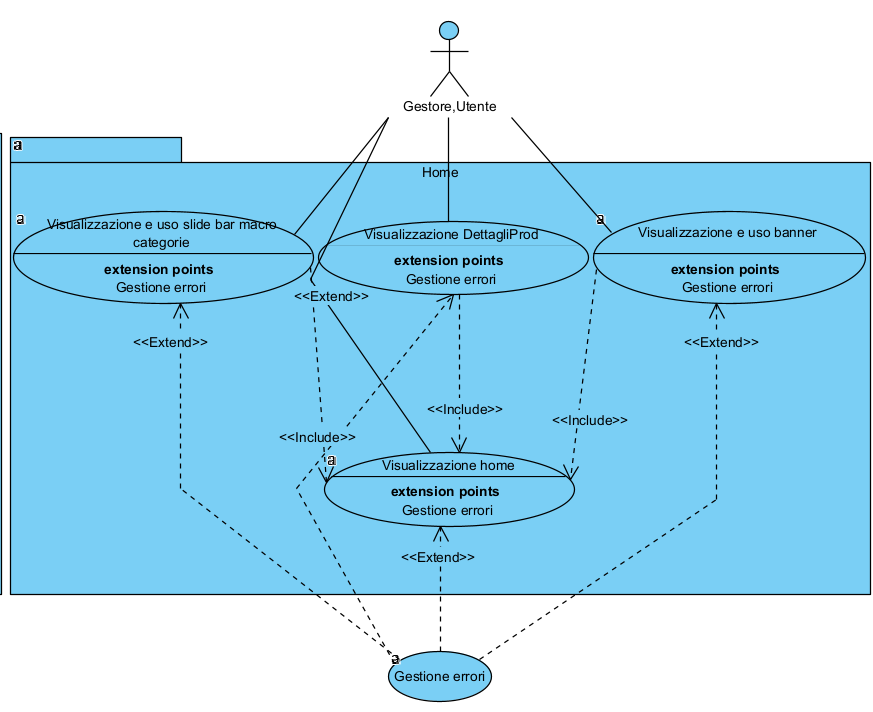 Gestore,Utente
a
Home
a
Visualizzazione e uso slide bar macro
categorie
extension points
Gestione errori
Visualizzazione DettagliProd
extension points
Gestione errori
a
Visualizzazione e uso banner
extension points
Gestione errori
<<Extend>>
<<Extend>>
<<Extend>>
<<Include>>
<<Include>>
<<Include>>
a
Visualizzazione home
extension points
Gestione errori
<<Extend>>
a
Gestione errori